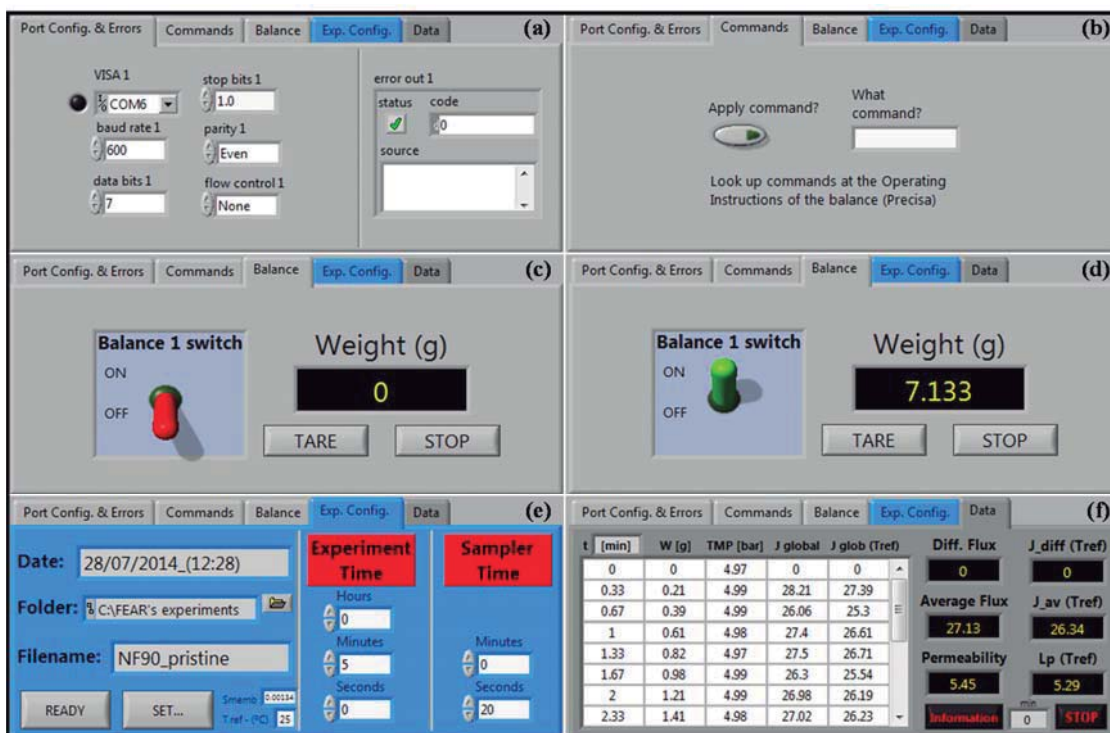 Port Config. & Errors Commands Balance Exp. Config. Data (a)
VISA 1
COM6
baud rate 1
600
data bits 1
7
stop bits 1
1.0
parity 1
Even
flow control 1
None
error out 1
status code
0
source
Port Config. & Errors Commands Balance Exp. Config. Data (b)
Apply command?
What
command?
Look up commands at the Operating
Instructions of the balance (Precisa)
Port Config. & Errors Commands Balance Exp. Config. Data (c)
Balance 1 switch
ON
OFF
Weight (g)
0
TARE STOP
Port Config. & Errors Commands Balance Exp. Config. Data (d)
Balance 1 switch
ON
OFF
Weight (g)
7.133
TARE STOP
Port Config. & Errors Commands Balance Exp. Config. Data (e)
Date: 28/07/2014_(12:28)
Folder: C:\FEAR's experiments
Filename: NF90_pristine
READY SET...
Smemb 0.00134
T ref - (ºC) 25
Experiment
Time
Hours
0
Minutes
5
Seconds
0
Sampler
Time
Minutes
0
Seconds
20
Port Config. & Errors Commands Balance Exp. Config. Data (f)
t [min] W [g] TMP [bar] J global J glob (Tref)
0 0 4.97 0 0
0.33 0.21 4.99 28.21 27.39
0.67 0.39 4.99 26.06 25.3
1 0.61 4.98 27.4 26.61
1.33 0.82 4.97 27.5 26.71
1.67 0.98 4.99 26.3 25.54
2 1.21 4.99 26.98 26.19
2.33 1.41 4.98 27.02 26.23
Diff. Flux J_diff (Tref)
0 0
Average Flux J_av (Tref)
27.13 26.34
Permeability Lp (Tref)
5.45 5.29
min
Information 0 STOP